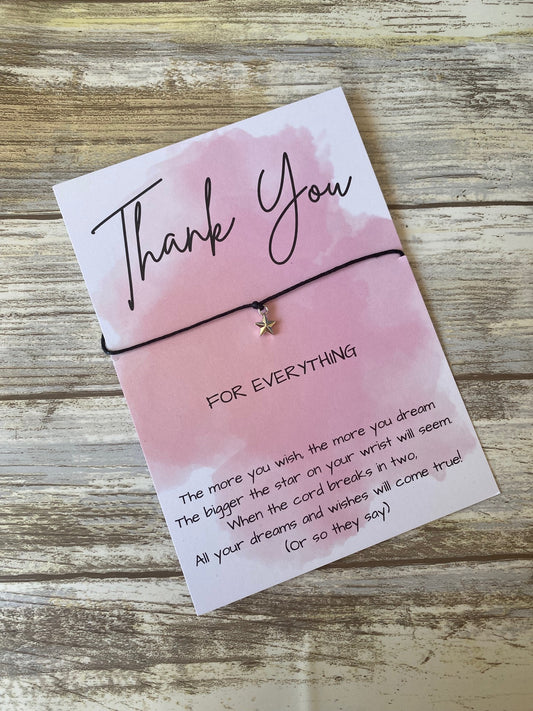 Thank You
FOR EVERYTHING
The more you wish, the more you dream
The bigger the star on your wrist will seem.
When the cord breaks in two,
All your dreams and wishes will come true!
(Or so they say)